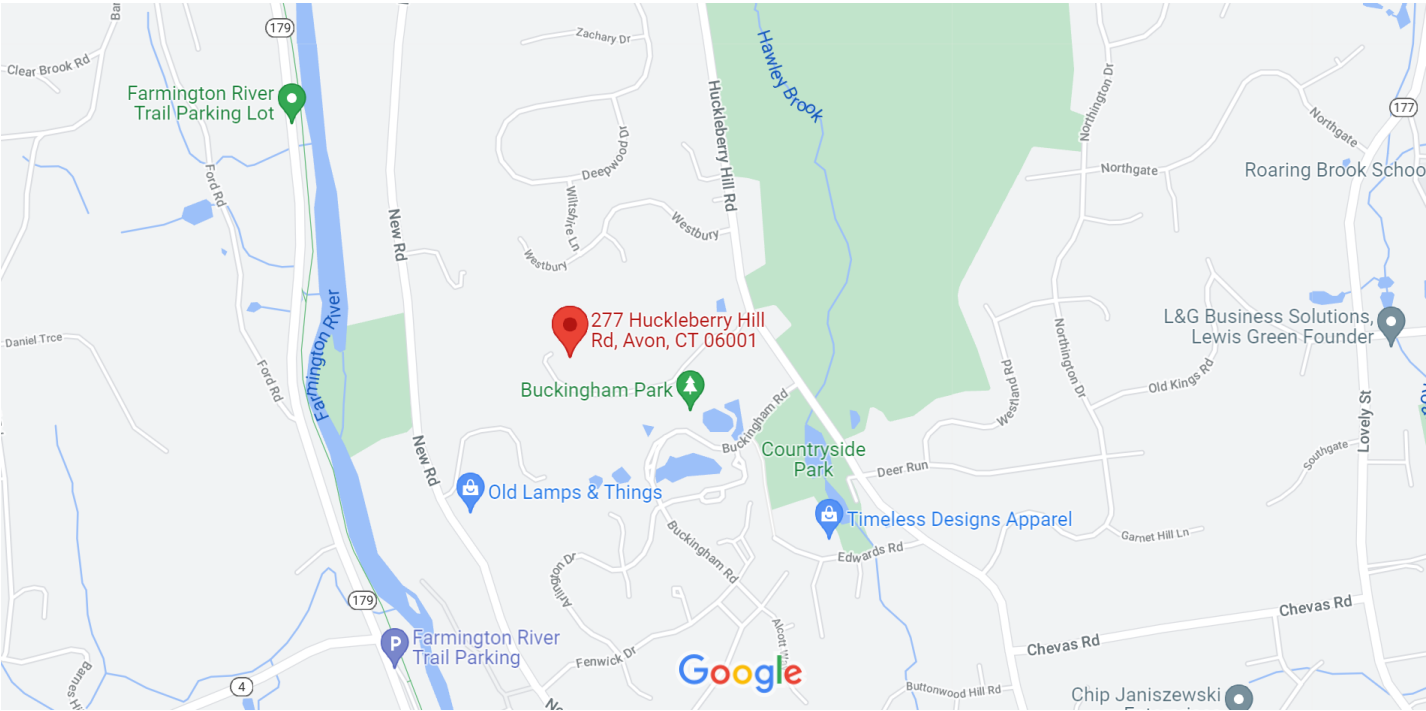 179
Zachary Dr
Clear Brook Rd
Farmington River
Trail Parking Lot
Hawley Brook
Huckleberry Hill Rd
Northington Dr
177
Northgate
Northgate
Roaring Brook Schoo
Deepwood Dr
Ford Rd
Wiltshire Ln
New Rd
Westbury
Westbury
Farmington River
277 Huckleberry Hill
Rd, Avon, CT 06001
L&G Business Solutions,
Lewis Green Founder
Daniel Trce
Ford Rd
Buckingham Park
Westland Rd
Northington Dr
Old Kings Rd
Lovely St
Buckingham Rd
Countryside
Park
New Rd
Deer Run
Southgate
Old Lamps & Things
Timeless Designs Apparel
Buckingham Rd
Edwards Rd
Garnet Hill Ln
Arlington Dr
179
Chevas Rd
Chevas Rd
P
Farmington River
Trail Parking
Fenwick Dr
Google
4
Buttonwood Hill Rd
Chip Janiszewski